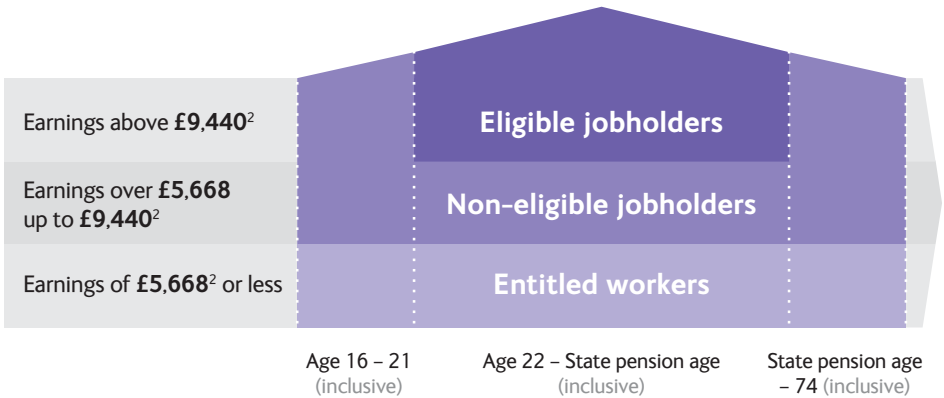 Earnings above £9,440²
Eligible jobholders
Earnings over £5,668
up to £9,440²
Non-eligible jobholders
Earnings of £5,668² or less
Entitled workers
Age 16 – 21
(inclusive)
Age 22 – State pension age
(inclusive)
State pension age
– 74 (inclusive)